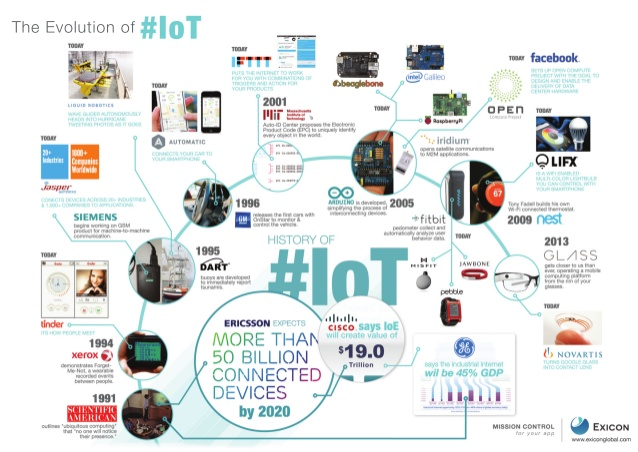 The Evolution of #IoT
TODAY
LIQUID ROBOTICS
WAVE GLIDER AUTONOMOUSLY
HEADS INTO HURRICANE
TWEETING PHOTOS AS IT GOES
TODAY
AUTOMATIC
CONNECTS YOUR CAR TO
YOUR SMARTPHONE
TODAY
PUTS THE INTERNET TO WORK
FOR YOU WITH COMBINATIONS OF
TRIGGERS AND ACTION FOR
YOUR PRODUCTS
2001
Massachusetts
Institute of
Technology
Auto-ID Center proposes the Electronic
Product Code (EPC) to uniquely identify
every object in the world.
beaglebone
intel Galileo
TODAY
RaspberryPi
TODAY
facebook.
SETS UP OPEN COMPUTE
PROJECT WITH THE GOAL TO
DESIGN AND ENABLE THE
DELIVERY OF DATA
CENTER HARDWARE
OPEN
Compute Project
TODAY
LIFX
IS A WIFI ENABLED
MULTI-COLOR LIGHTBULB
YOU CAN CONTROL WITH
YOUR SMARTPHONE
iridium
opens satellite communications
to M2M applications.
67
Tony Fadell builds his own
Wi-Fi connected thermostat.
2009 nest
ARDUINO is developed,
simplifying the process of
interconnecting devices.
2005
fitbit
pedometer collect and
automatically analyze user
behavior data.
TODAY
MISFIT
JAWBONE
pebble
2013
GLASS
gets closer to us than
ever, operating a mobile
computing platform
from the rim of your
glasses.
TODAY
NOVARTIS
TURNS GOOGLE GLASS
INTO CONTACT LENS
TODAY
20+
Industries
1000+
Companies
Worldwide
Jasper
CONNECTS DEVICES ACROSS 20+ INDUSTRIES
& 1,000+ COMPANIES TO APPLICATIONS.
SIEMENS
begins working on GSM
product for machine-to-machine
communication.
1996
GM
releases the first cars with
OnStar to monitor &
control the vehicle.
1995
DART
buoys are developed
to immediately report
tsunamis.
HISTORY OF
#IoT
TODAY
tinder
IS HOW PEOPLE MEET
1994
xerox
demonstrates Forget-
Me-Not, a wearable
recorded events
between people.
1991
SCIENTIFIC
AMERICAN
outlines "ubiquitous computing"
that "no one will notice
their presence."
ERICSSON EXPECTS
MORE THAN
50 BILLION
CONNECTED
DEVICES
by 2020
cisco. says IoE
will create value of
$19.0
Trillion
says the industrial internet
will be 45% GDP
MISSION CONTROL
for your app
EXICON
www.exiconglobal.com